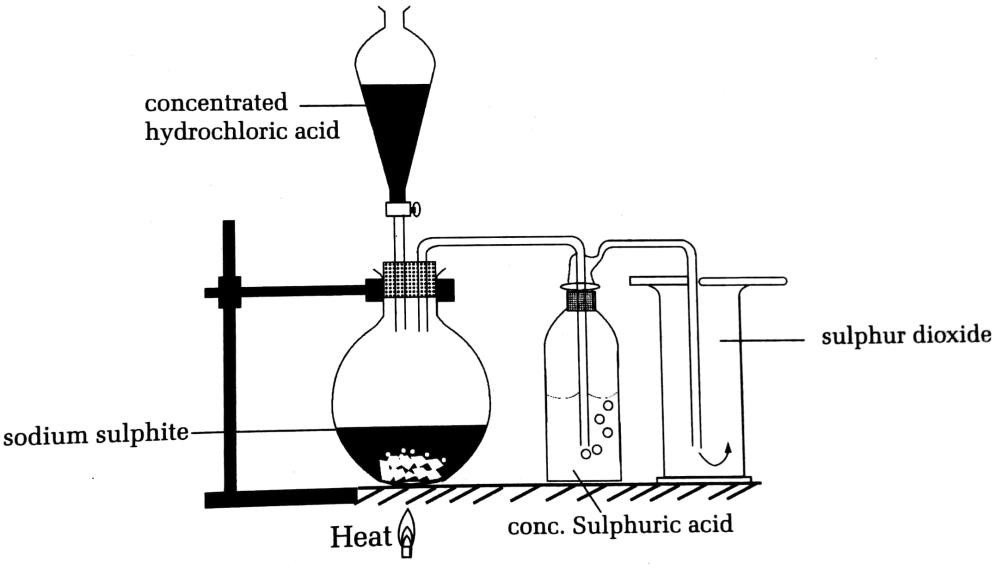 concentrated
hydrochloric acid
sulphur dioxide
sodium sulphite
conc. Sulphuric acid
Heat